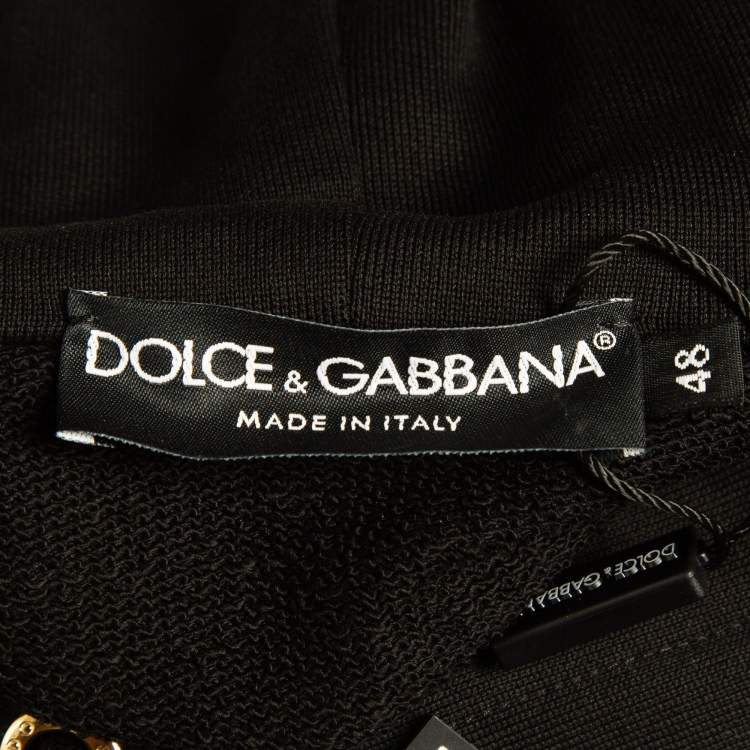 DOLCE & GABBANA®
MADE IN ITALY
48
DOLCE & GABBANA